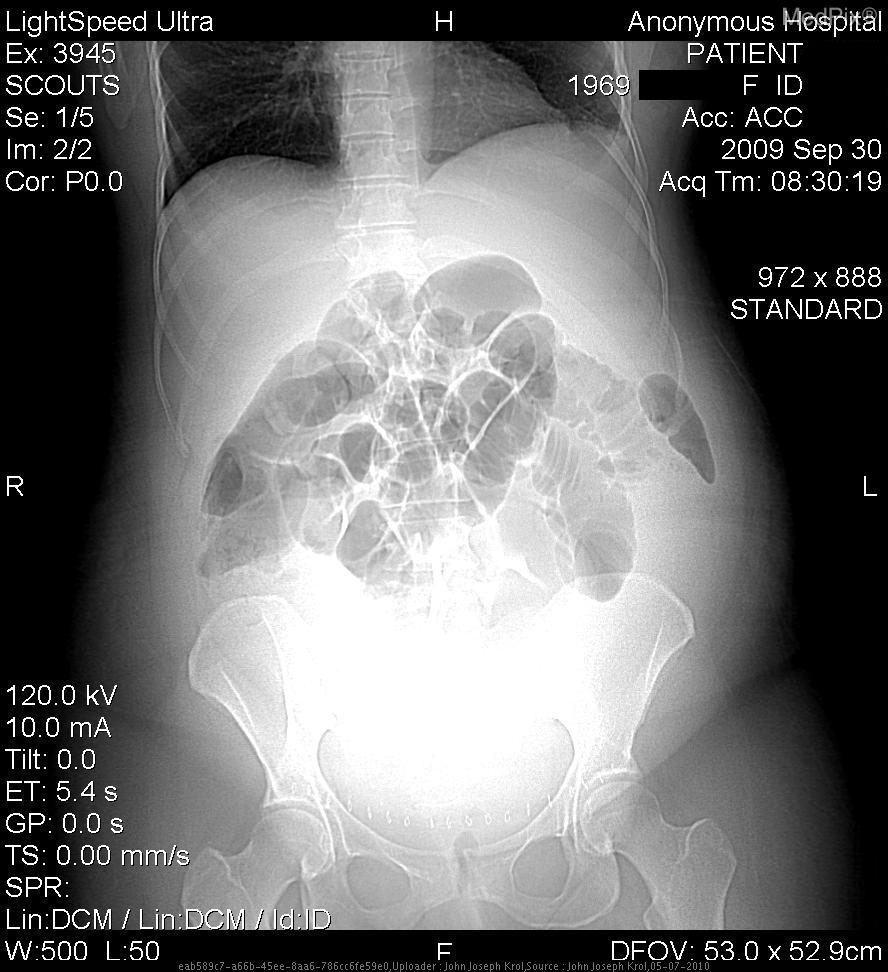 LightSpeed Ultra
H
Anonymous Hospital
MedPix®
Ex: 3945
PATIENT
SCOUTS
1969 F ID
Se: 1/5
Acc: ACC
Im: 2/2
2009 Sep 30
Cor: P0.0
Acq Tm: 08:30:19
972 x 888
STANDARD
R
L
120.0 kV
10.0 mA
Tilt: 0.0
ET: 5.4 s
GP: 0.0 s
TS: 0.00 mm/s
SPR:
Lin:DCM / Lin:DCM / Id:ID
W:500 L:50
F
DFOV: 53.0 x 52.9cm
eab589c7-a66b-45ee-8aa6-786cc6fe59e0,Uploader : John Joseph Krol,Source : John Joseph Krol,05-07-2010